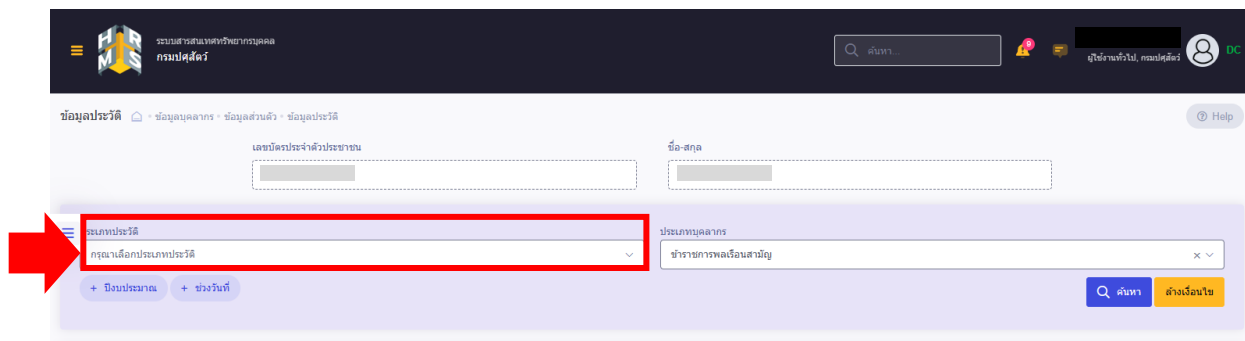 HR
MS
ระบบสารสนเทศทรัพยากรบุคคล
กรมปศุสัตว์
ค้นหา...
9
ผู้ใช้งานทั่วไป, กรมปศุสัตว์
DC
ข้อมูลประวัติ ข้อมูลบุคลากร ข้อมูลส่วนตัว ข้อมูลประวัติ
Help
เลขบัตรประจำตัวประชาชน
ชื่อ-สกุล
ประเภทประวัติ
กรุณาเลือกประเภทประวัติ
ประเภทบุคลากร
ข้าราชการพลเรือนสามัญ
+ ปีงบประมาณ
+ ช่วงวันที่
ค้นหา
ล้างเงื่อนไข